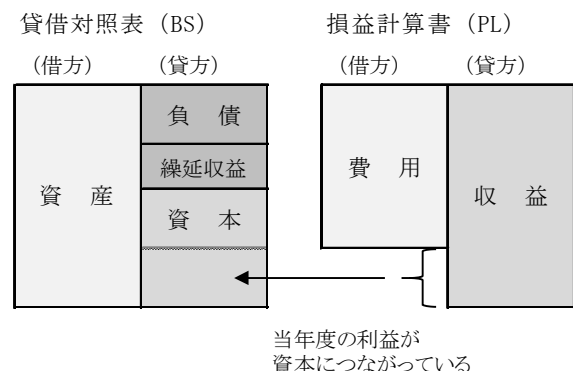 貸借対照表（BS） 損益計算書（PL）
（借方） （貸方） （借方） （貸方）
負 債
繰延収益
費 用
資 産
収 益
資 本
当年度の利益が
資本につながっている